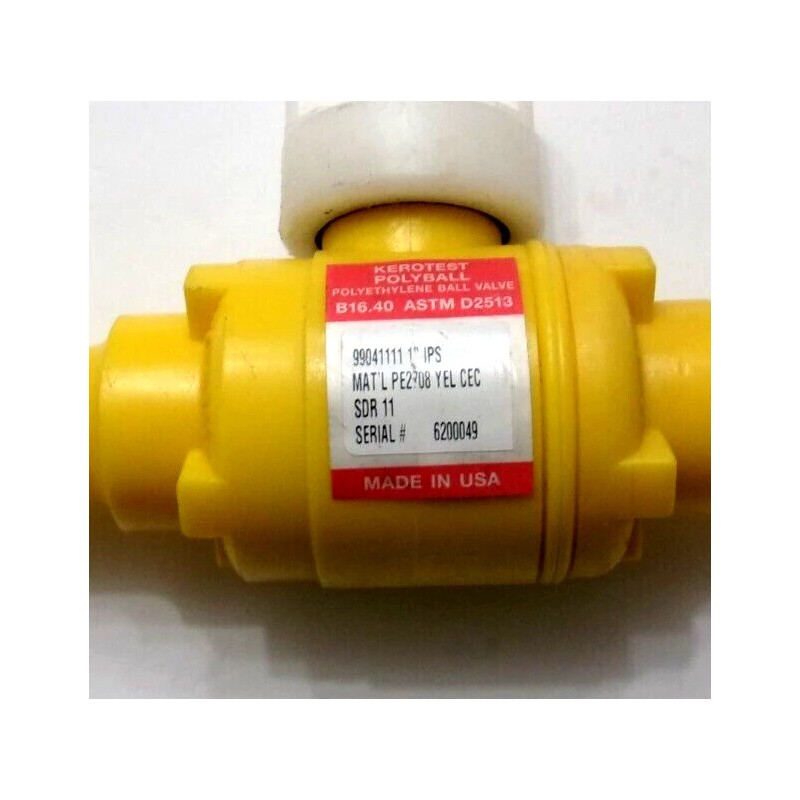 KEROTEST
POLYBALL
POLYETHYLENE BALL VALVE
B16.40 ASTM D2513
99041111 1" IPS
MAT'L PE2708 YEL CEC
SDR 11
SERIAL # 6200049
MADE IN USA